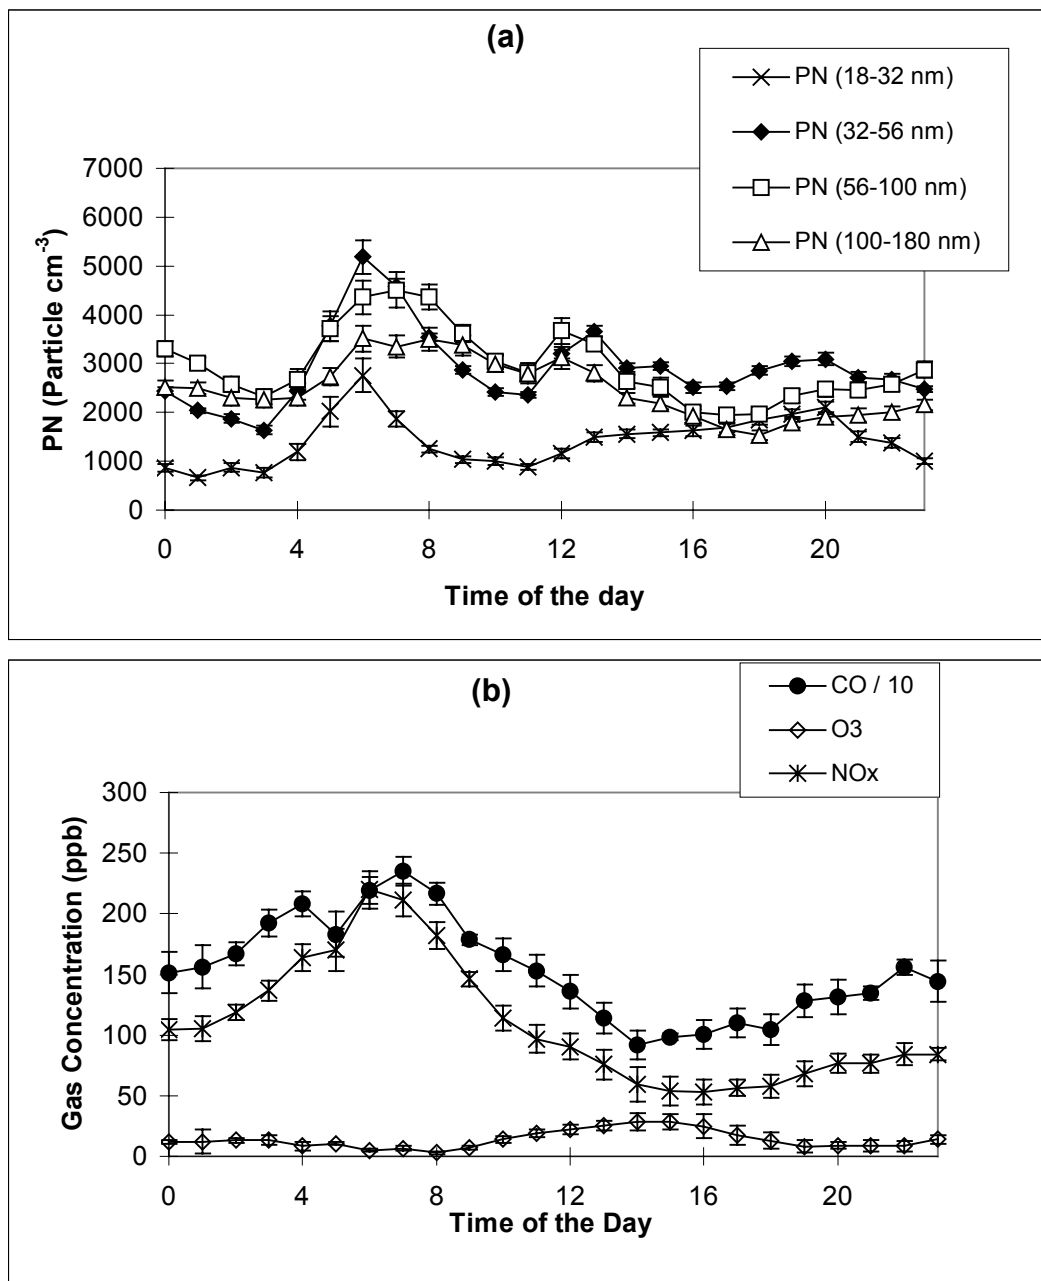 (a)
PN (18-32 nm)
PN (32-56 nm)
PN (56-100 nm)
PN (100-180 nm)
PN (Particle cm-3)
7000
6000
5000
4000
3000
2000
1000
0
0 4 8 12 16 20
Time of the day
(b)
CO / 10
O3
NOx
Gas Concentration (ppb)
300
250
200
150
100
50
0
0 4 8 12 16 20
Time of the Day